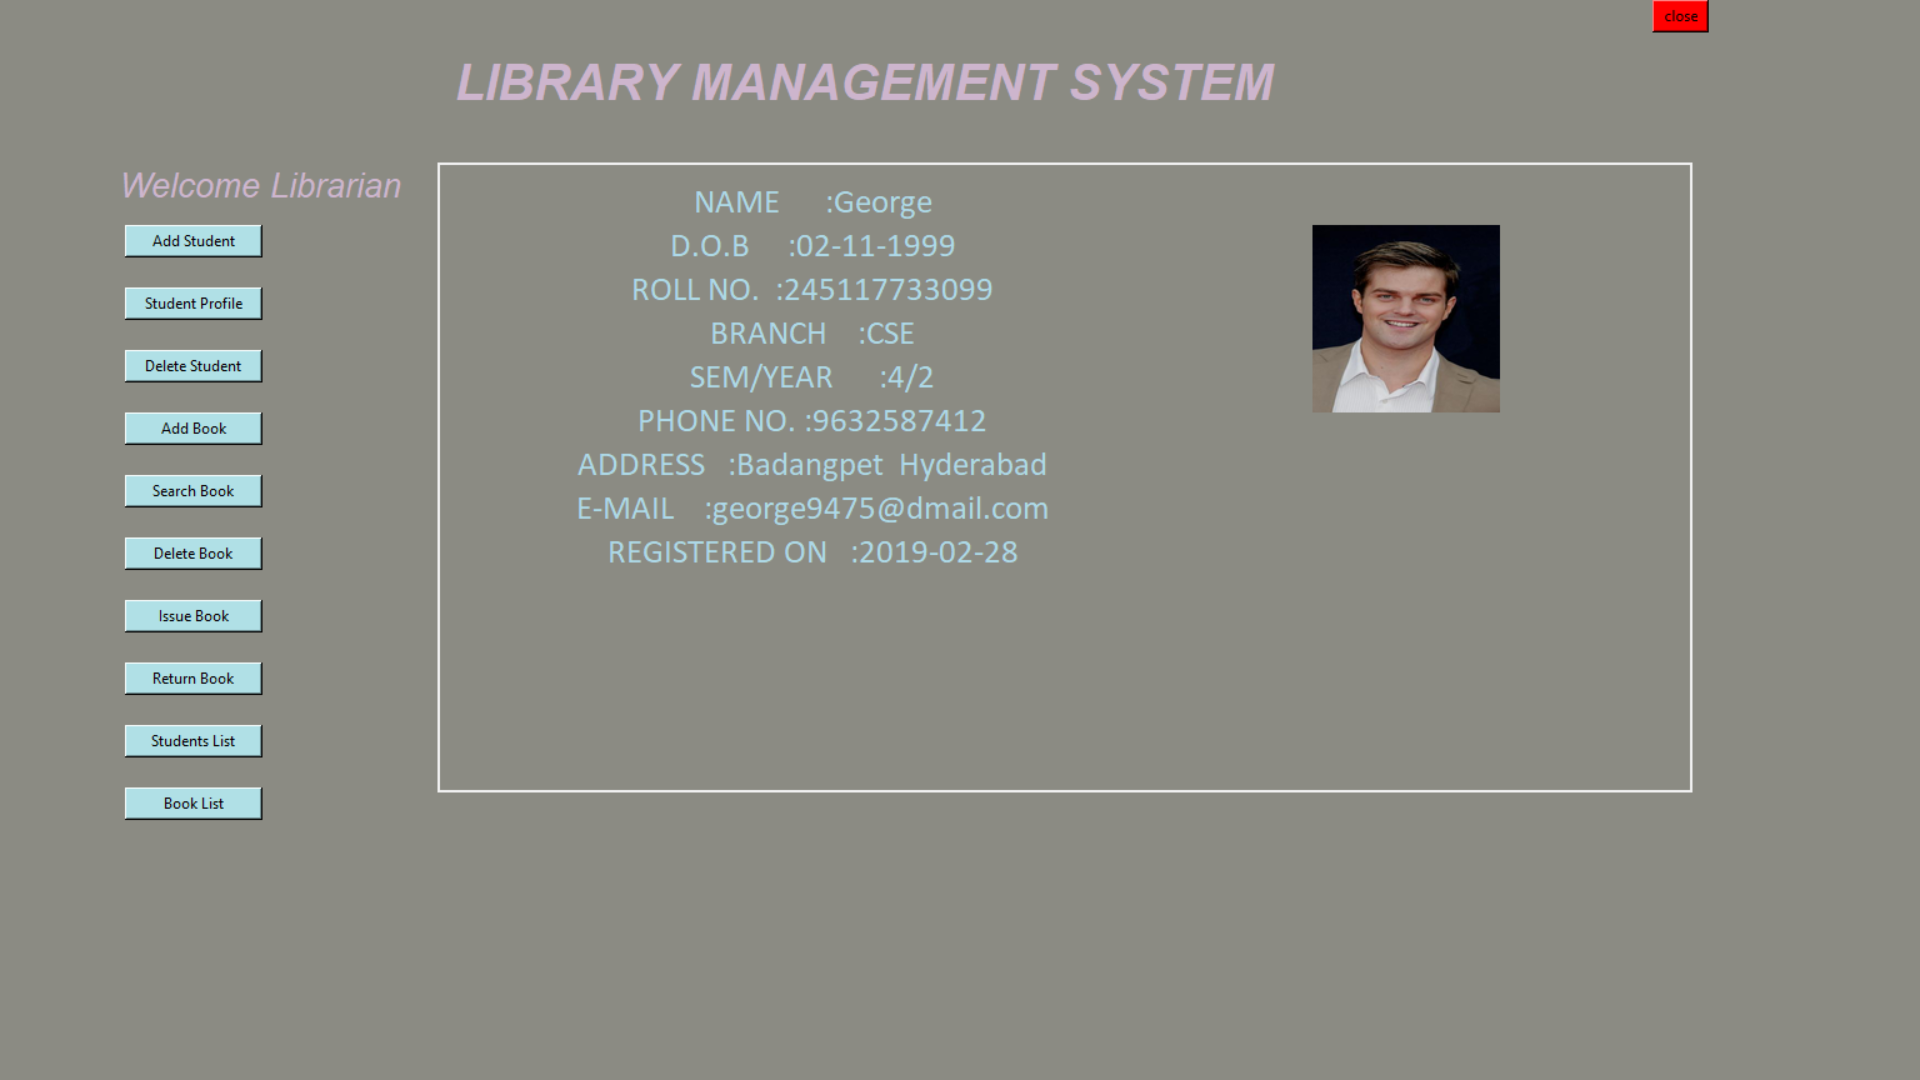 close
LIBRARY MANAGEMENT SYSTEM
Welcome Librarian
Add Student
Student Profile
Delete Student
Add Book
Search Book
Delete Book
Issue Book
Return Book
Students List
Book List
NAME :George
D.O.B :02-11-1999
ROLL NO. :245117733099
BRANCH :CSE
SEM/YEAR :4/2
PHONE NO. :9632587412
ADDRESS :Badangpet Hyderabad
E-MAIL :george9475@dmail.com
REGISTERED ON :2019-02-28